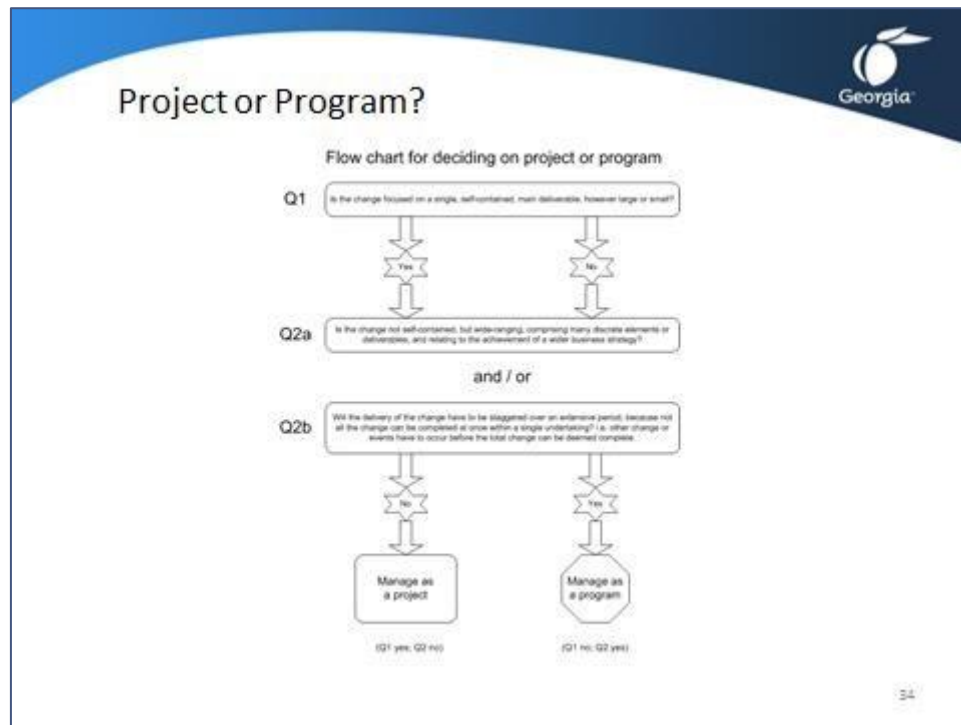 Georgia
Project or Program?
Flow chart for deciding on project or program
Q1
Is the change focused on a single, self-contained, main deliverable, however large or small?
Yes
No
Q2a
Is the change not self-contained, but wide-ranging, comprising many discrete elements or
deliverables, and relating to the achievement of a wider business strategy?
and / or
Q2b
Will the delivery of the change have to be staggered over an extensive period, because not
all the change can be completed at once within a single undertaking? i.e. other change or
events have to occur before the total change can be deemed complete
No
Yes
Manage as
a project
Manage as
a program
(Q1 yes; Q2 no)
(Q1 no; Q2 yes)
34